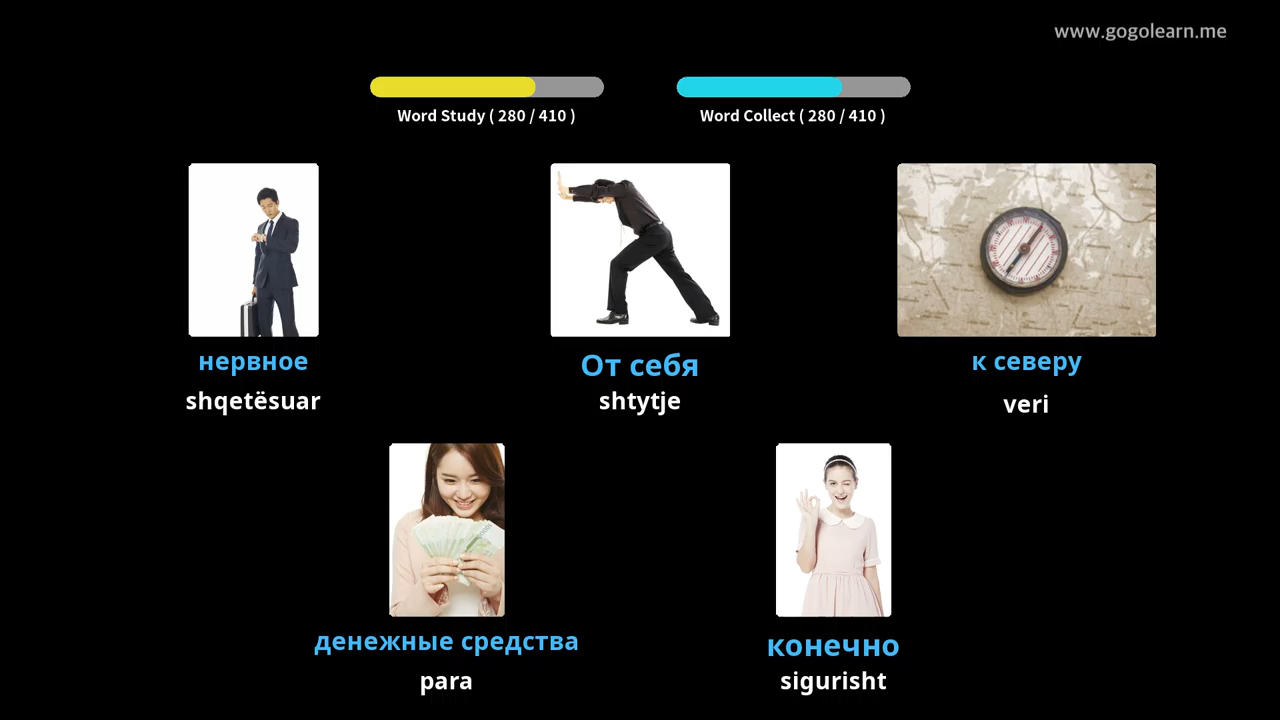 www.gogolearn.me
Word Study ( 280 / 410 )
Word Collect ( 280 / 410 )
нервное
shqetësuar
От себя
shtytje
к северу
veri
денежные средства
para
конечно
sigurisht